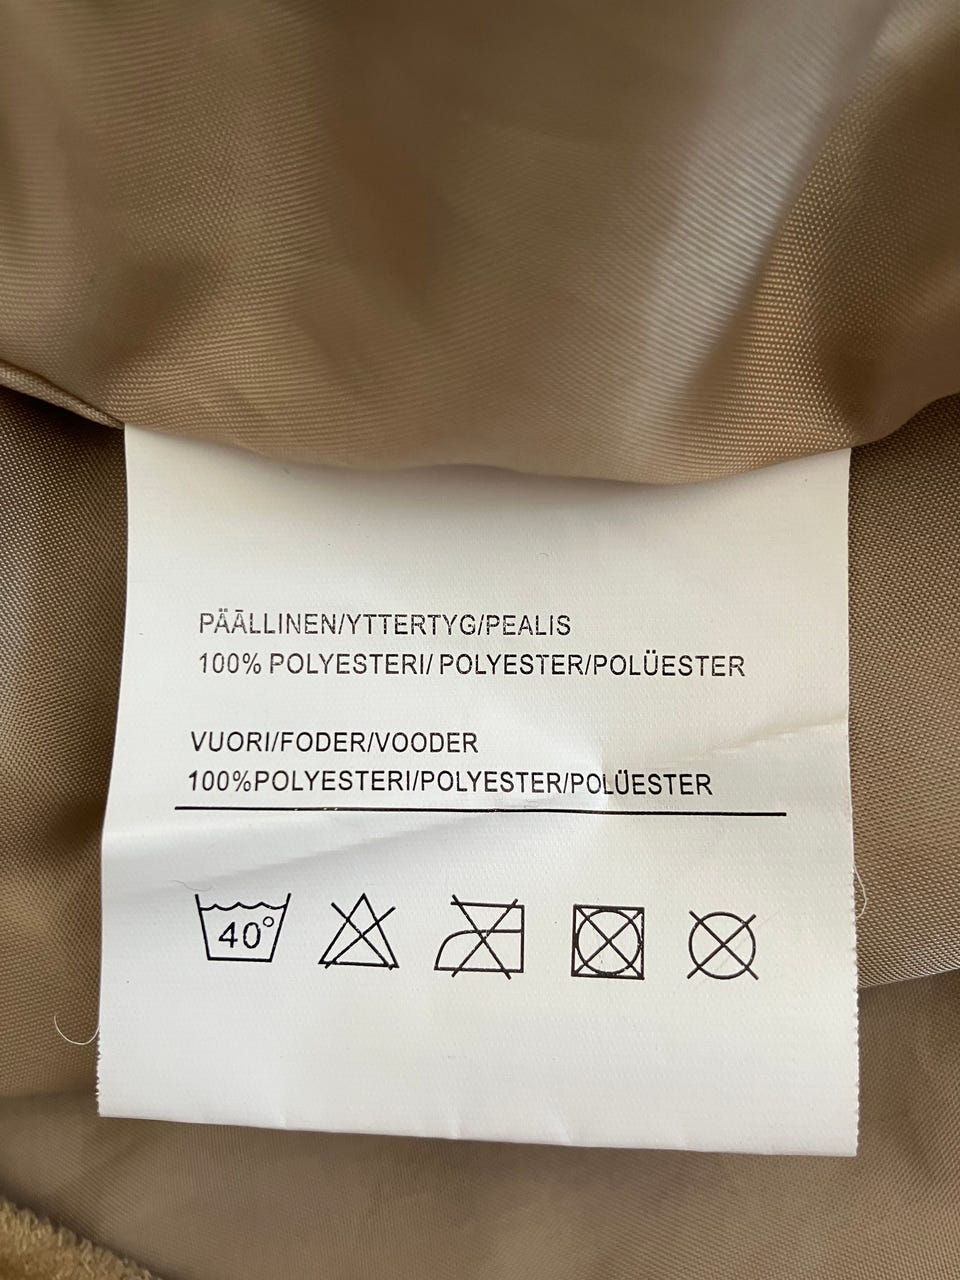 PÄÄLLINEN/YTTERTYG/PEALIS
100% POLYESTERI/ POLYESTER/POLÜESTER
VUORI/FODER/VOODER
100%POLYESTERI/POLYESTER/POLÜESTER
40°